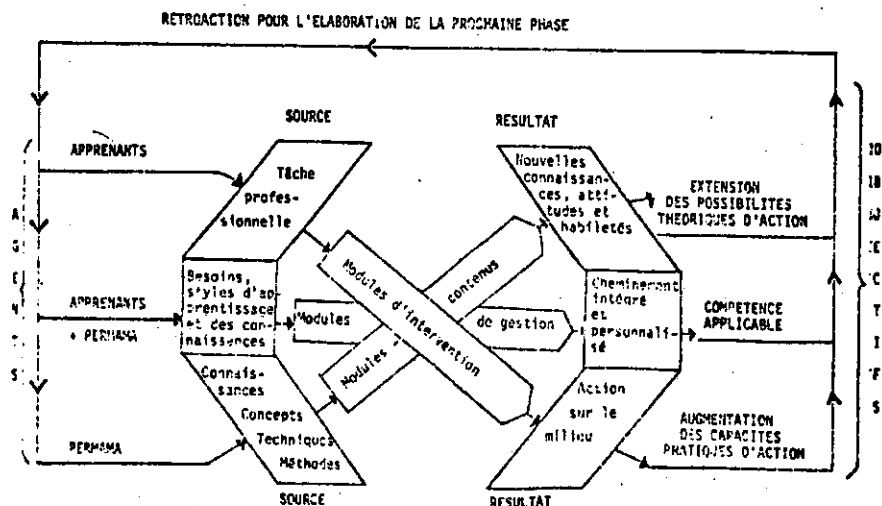 RETROACTION POUR L'ELABORATION DE LA PROCHAINE PHASE
SOURCE
RESULTAT
APPRENANTS
Tâche
profes-
sionnelle
Nouvelles
connaissan-
ces, atti-
tudes et
habiletés
EXTENSION
DES POSSIBILITES
THEORIQUES D'ACTION
AGENTS
Besoins,
styles d'ap
prentissage
et des con
naissances
APPRENANTS
+ PERMAMA
Modules d'intervention
Modules
de gestion
Modules -
contenus
Cheminement
intégré
et
personnali-
sé
COMPETENCE
APPLICABLE
OBJECTIFS
PERMAMA
Connais-
sances
Concepts
Techniques
Méthodes
Action
sur le
milieu
AUGMENTATION
DES CAPACITES
PRATIQUES D'ACTION
SOURCE
RESULTAT